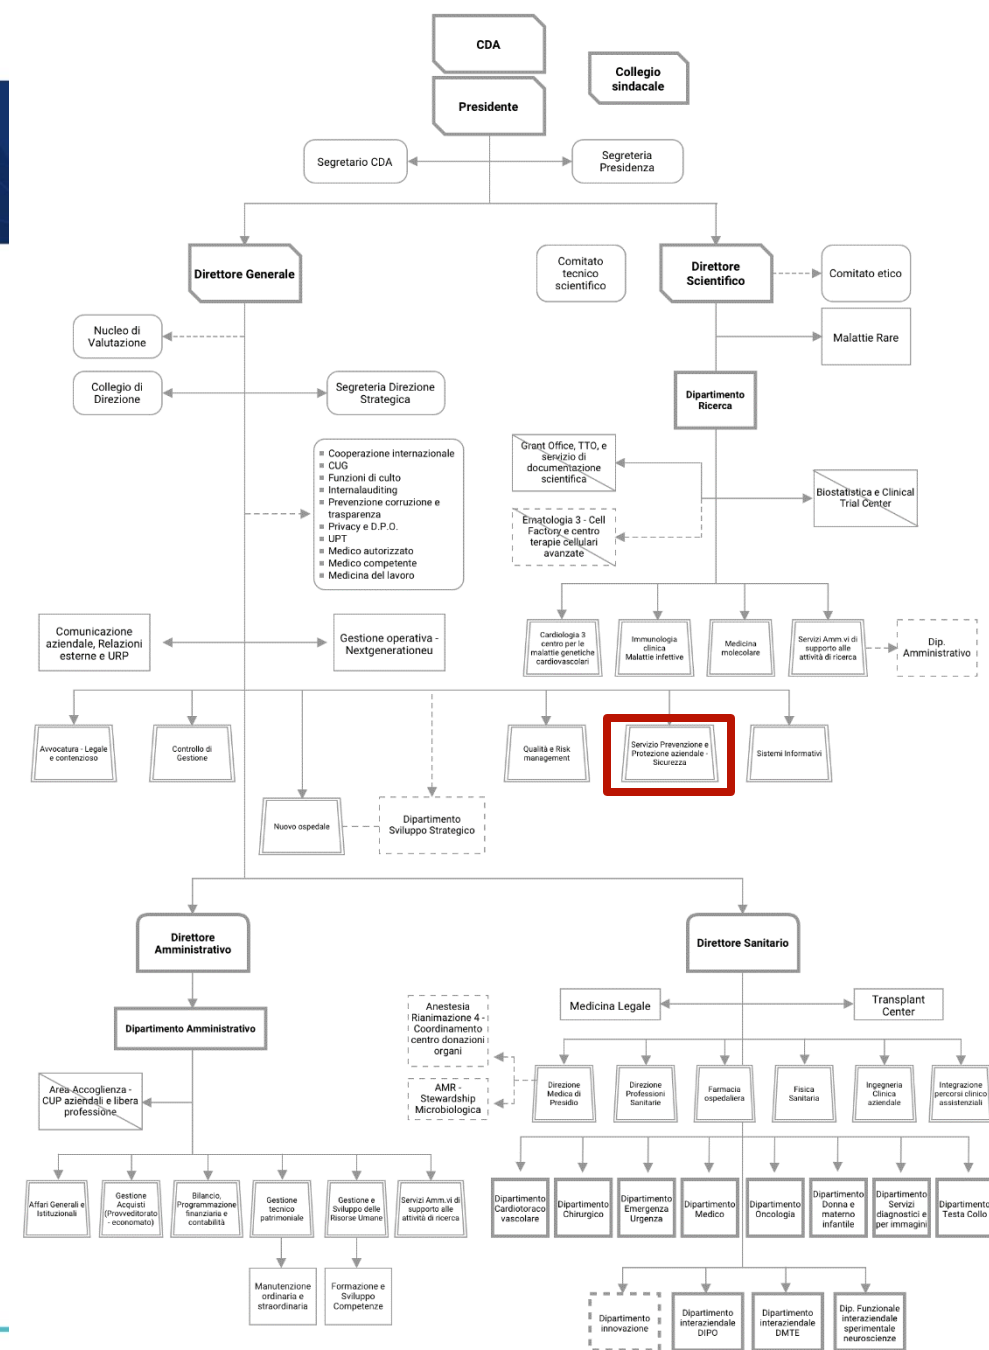 CDA
Collegio
sindacale
Presidente
Segretario CDA
Segreteria
Presidenza
Direttore Generale
Comitato
tecnico
scientifico
Direttore
Scientifico
Comitato etico
Nucleo di
Valutazione
Malattie Rare
Collegio di
Direzione
Segreteria Direzione
Strategica
Dipartimento
Ricerca
Cooperazione internazionale
CUG
Funzioni di culto
Internalauditing
Prevenzione corruzione e
trasparenza
Privacy e D.P.O.
UPT
Medico autorizzato
Medico competente
Medicina del lavoro
Grant Office, TTO, e
servizio di
documentazione
scientifica
Biostatistica e Clinical
Trial Center
Ematologia 3 - Cell
Factory e centro
terapie cellulari
avanzate
Comunicazione
aziendale, Relazioni
esterne e URP
Gestione operativa -
Nextgenerationeu
Cardiologia 3
centro per le
malattie genetiche
cardiovascolari
Immunologia
clinica
Malattie infettive
Medicina
molecolare
Servizi Amm.vi di
supporto alle
attività di ricerca
Dip.
Amministrativo
Avvocatura - Legale
e contenzioso
Controllo di
Gestione
Qualità e Risk
management
Servizio Prevenzione e
Protezione aziendale -
Sicurezza
Sistemi Informativi
Nuovo ospedale
Dipartimento
Sviluppo Strategico
Direttore
Amministrativo
Direttore Sanitario
Dipartimento Amministrativo
Anestesia
Rianimazione 4 -
Coordinamento
centro donazioni
organi
Medicina Legale
Transplant
Center
Area Accoglienza -
CUP aziendali e libera
professione
AMR -
Stewardship
Microbiologica
Direzione
Medica di
Presidio
Direzione
Professioni
Sanitarie
Farmacia
ospedaliera
Fisica
Sanitaria
Ingegneria
Clinica
aziendale
Integrazione
percorsi clinico
assistenziali
Affari Generali e
Istituzionali
Gestione
Acquisti
(Provveditorato
- economato)
Bilancio,
Programmazione
finanziaria e
contabilità
Gestione
tecnico
patrimoniale
Gestione e
Sviluppo delle
Risorse Umane
Servizi Amm.vi di
supporto alle
attività di ricerca
Dipartimento
Cardiotoraco
vascolare
Dipartimento
Chirurgico
Dipartimento
Emergenza
Urgenza
Dipartimento
Medico
Dipartimento
Oncologia
Dipartimento
Donna e
materno
infantile
Dipartimento
Servizi
diagnostici e
per immagini
Dipartimento
Testa Collo
Manutenzione
ordinaria e
straordinaria
Formazione e
Sviluppo
Competenze
Dipartimento
innovazione
Dipartimento
interaziendale
DIPO
Dipartimento
interaziendale
DMTE
Dip. Funzionale
interaziendale
sperimentale
neuroscienze